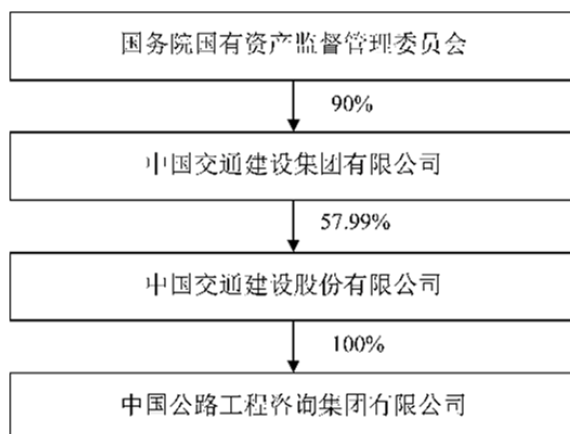 国务院国有资产监督管理委员会
90%
中国交通建设集团有限公司
57.99%
中国交通建设股份有限公司
100%
中国公路工程咨询集团有限公司